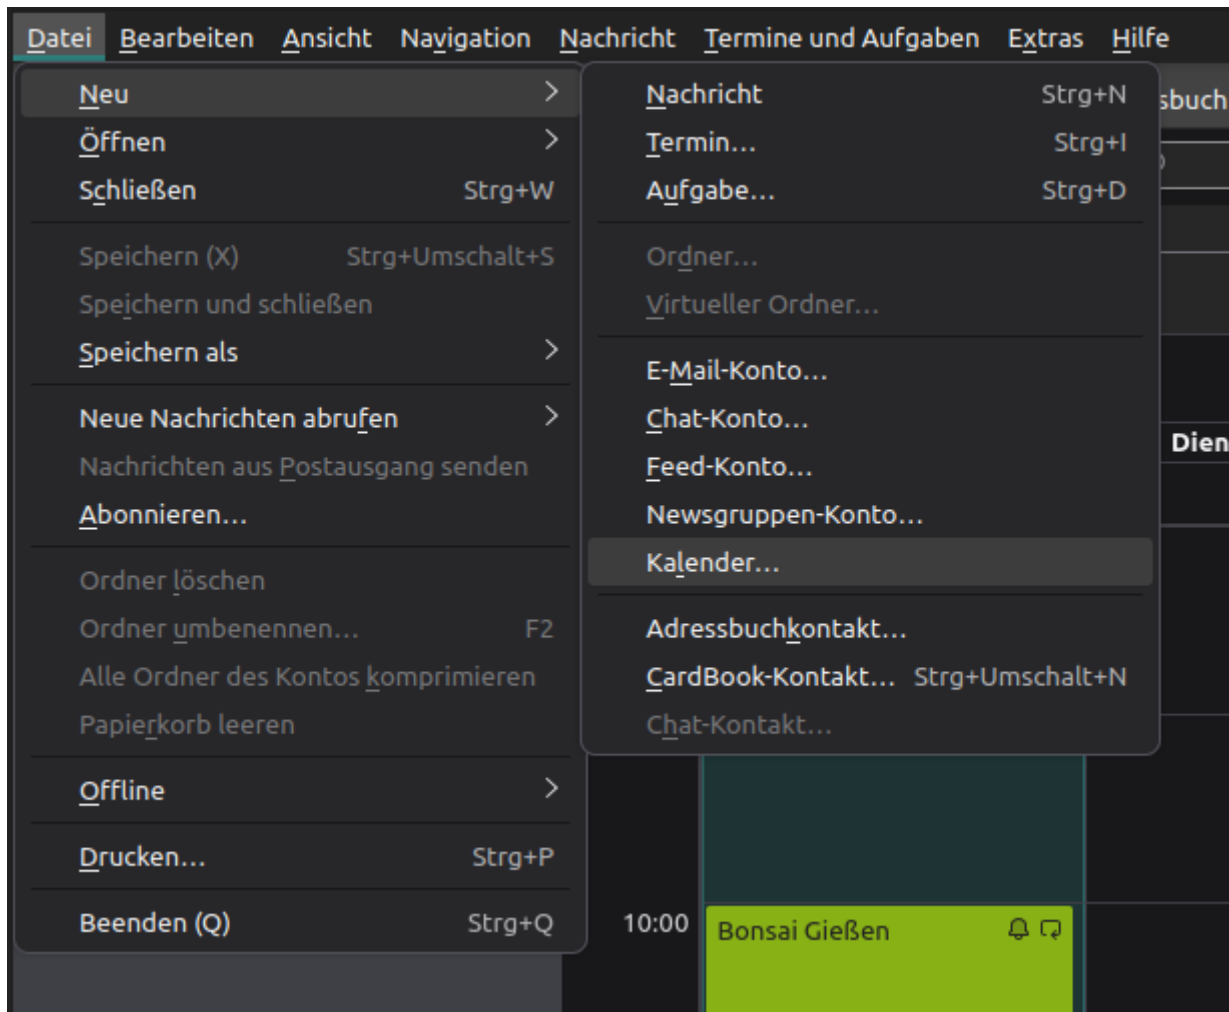 Datei Bearbeiten Ansicht Navigation Nachricht Termine und Aufgaben Extras Hilfe
Neu
Öffnen
Schließen Strg+W
Speichern (X) Strg+Umschalt+S
Speichern und schließen
Speichern als
Neue Nachrichten abrufen
Nachrichten aus Postausgang senden
Abonnieren…
Ordner löschen
Ordner umbenennen… F2
Alle Ordner des Kontos komprimieren
Papierkorb leeren
Offline
Drucken… Strg+P
Beenden (Q) Strg+Q
Nachricht Strg+N
Termin… Strg+I
Aufgabe… Strg+D
Ordner…
Virtueller Ordner…
E-Mail-Konto…
Chat-Konto…
Feed-Konto…
Newsgruppen-Konto…
Kalender…
Adressbuchkontakt…
CardBook-Kontakt… Strg+Umschalt+N
Chat-Kontakt…
sbuch
Dien
10:00
Bonsai Gießen